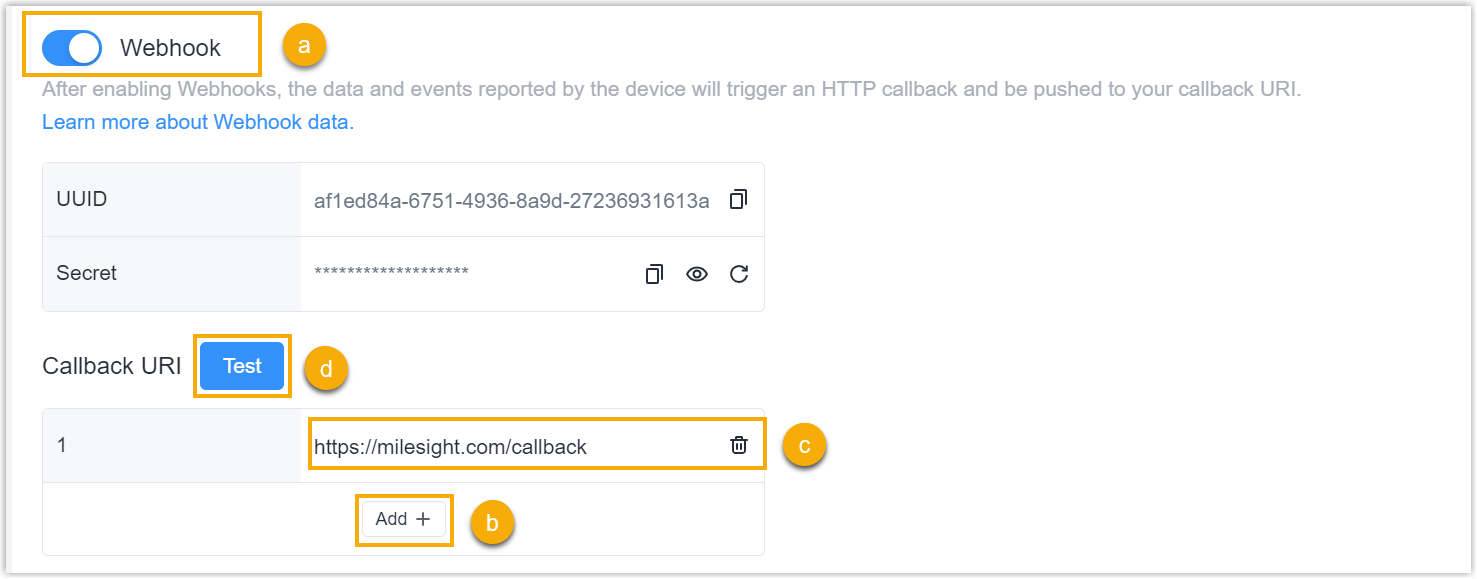 Webhook
a
After enabling Webhooks, the data and events reported by the device will trigger an HTTP callback and be pushed to your callback URI.
Learn more about Webhook data.
UUID af1ed84a-6751-4936-8a9d-27236931613a
Secret *******************
Callback URI Test d
1 https://milesight.com/callback c
Add + b